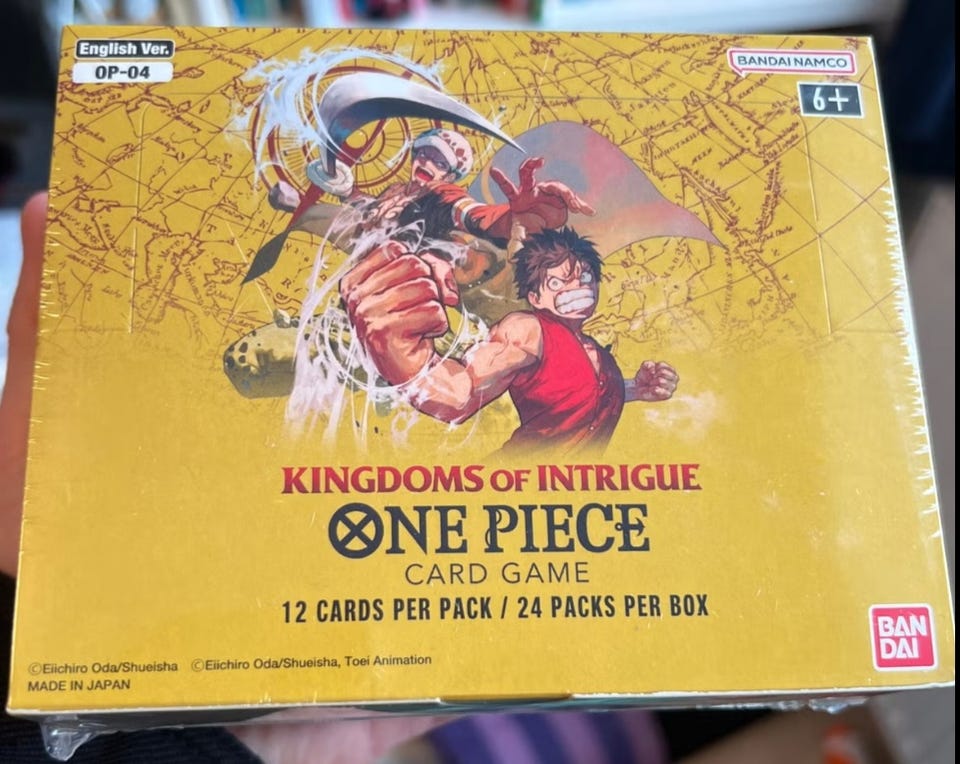 English Ver.
OP-04
BANDAI NAMCO
6+
KINGDOMS OF INTRIGUE
ONE PIECE
CARD GAME
12 CARDS PER PACK / 24 PACKS PER BOX
BAN
DAI
©Eiichiro Oda/Shueisha ©Eiichiro Oda/Shueisha, Toei Animation
MADE IN JAPAN